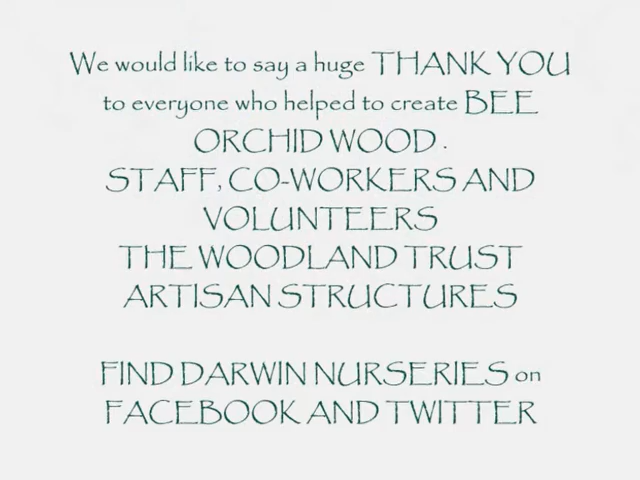 We would like to say a huge THANK YOU
to everyone who helped to create BEE
ORCHID WOOD .
STAFF, CO-WORKERS AND
VOLUNTEERS
THE WOODLAND TRUST
ARTISAN STRUCTURES
FIND DARWIN NURSERIES on
FACEBOOK AND TWITTER